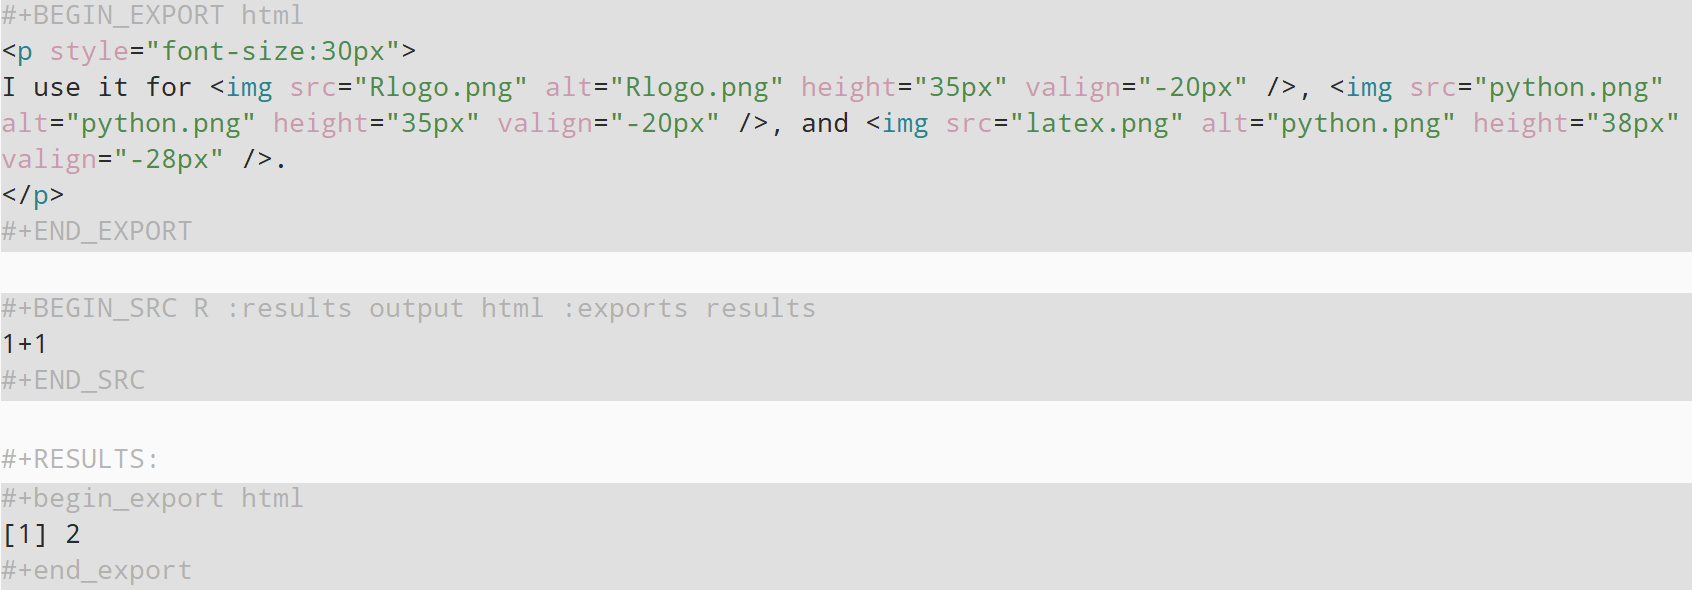 #+BEGIN_EXPORT html
<p style="font-size:30px">
I use it for <img src="Rlogo.png" alt="Rlogo.png" height="35px" valign="-20px" />, <img src="python.png"
alt="python.png" height="35px" valign="-20px" />, and <img src="latex.png" alt="python.png" height="38px"
valign="-28px" />.
</p>
#+END_EXPORT
#+BEGIN_SRC R :results output html :exports results
1+1
#+END_SRC
#+RESULTS:
#+begin_export html
[1] 2
#+end_export